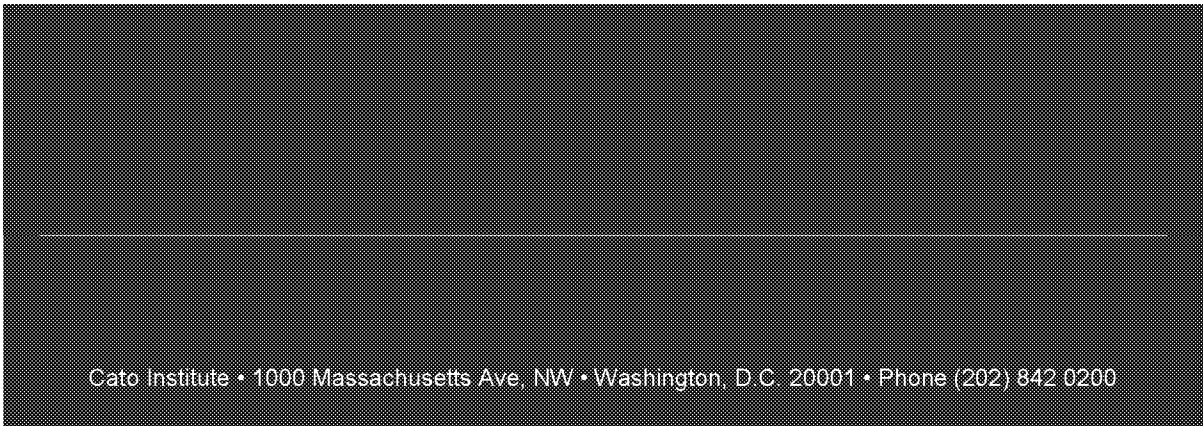 Cato Institute • 1000 Massachusetts Ave, NW • Washington, D.C. 20001 • Phone (202) 842 0200